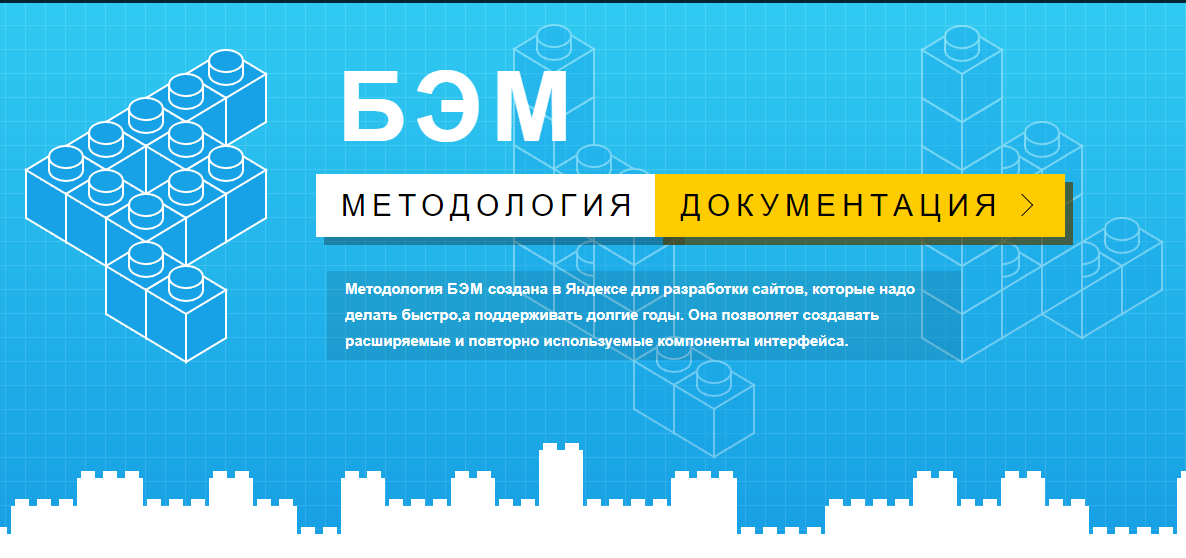 БЭМ
МЕТОДОЛОГИЯ ДОКУМЕНТАЦИЯ
Методология БЭМ создана в Яндексе для разработки сайтов, которые надо
делать быстро,а поддерживать долгие годы. Она позволяет создавать
расширяемые и повторно используемые компоненты интерфейса.